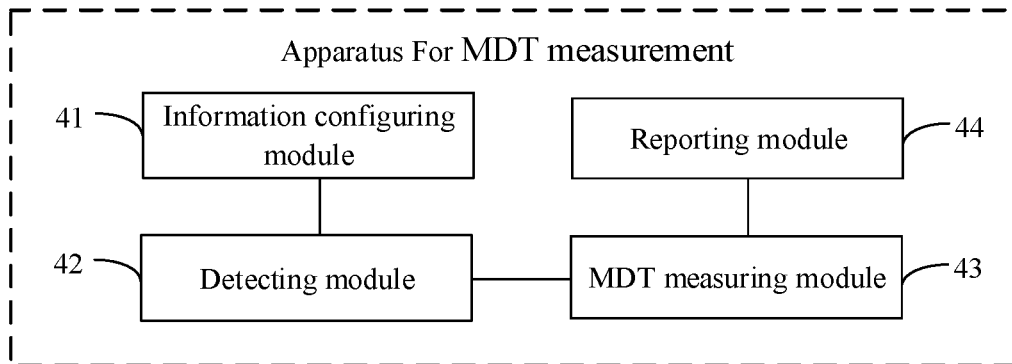 Apparatus For MDT measurement
41
Information configuring
module
Reporting module
44
42
Detecting module
MDT measuring module
43